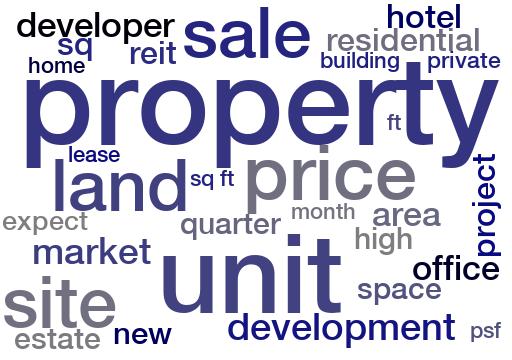 developer
sale
hotel
sq
reit
residential
home
building
private
property
ft
lease
land
sq ft
price
project
expect
quarter
month
area
market
unit
high
office
site
space
estate
new
development
psf